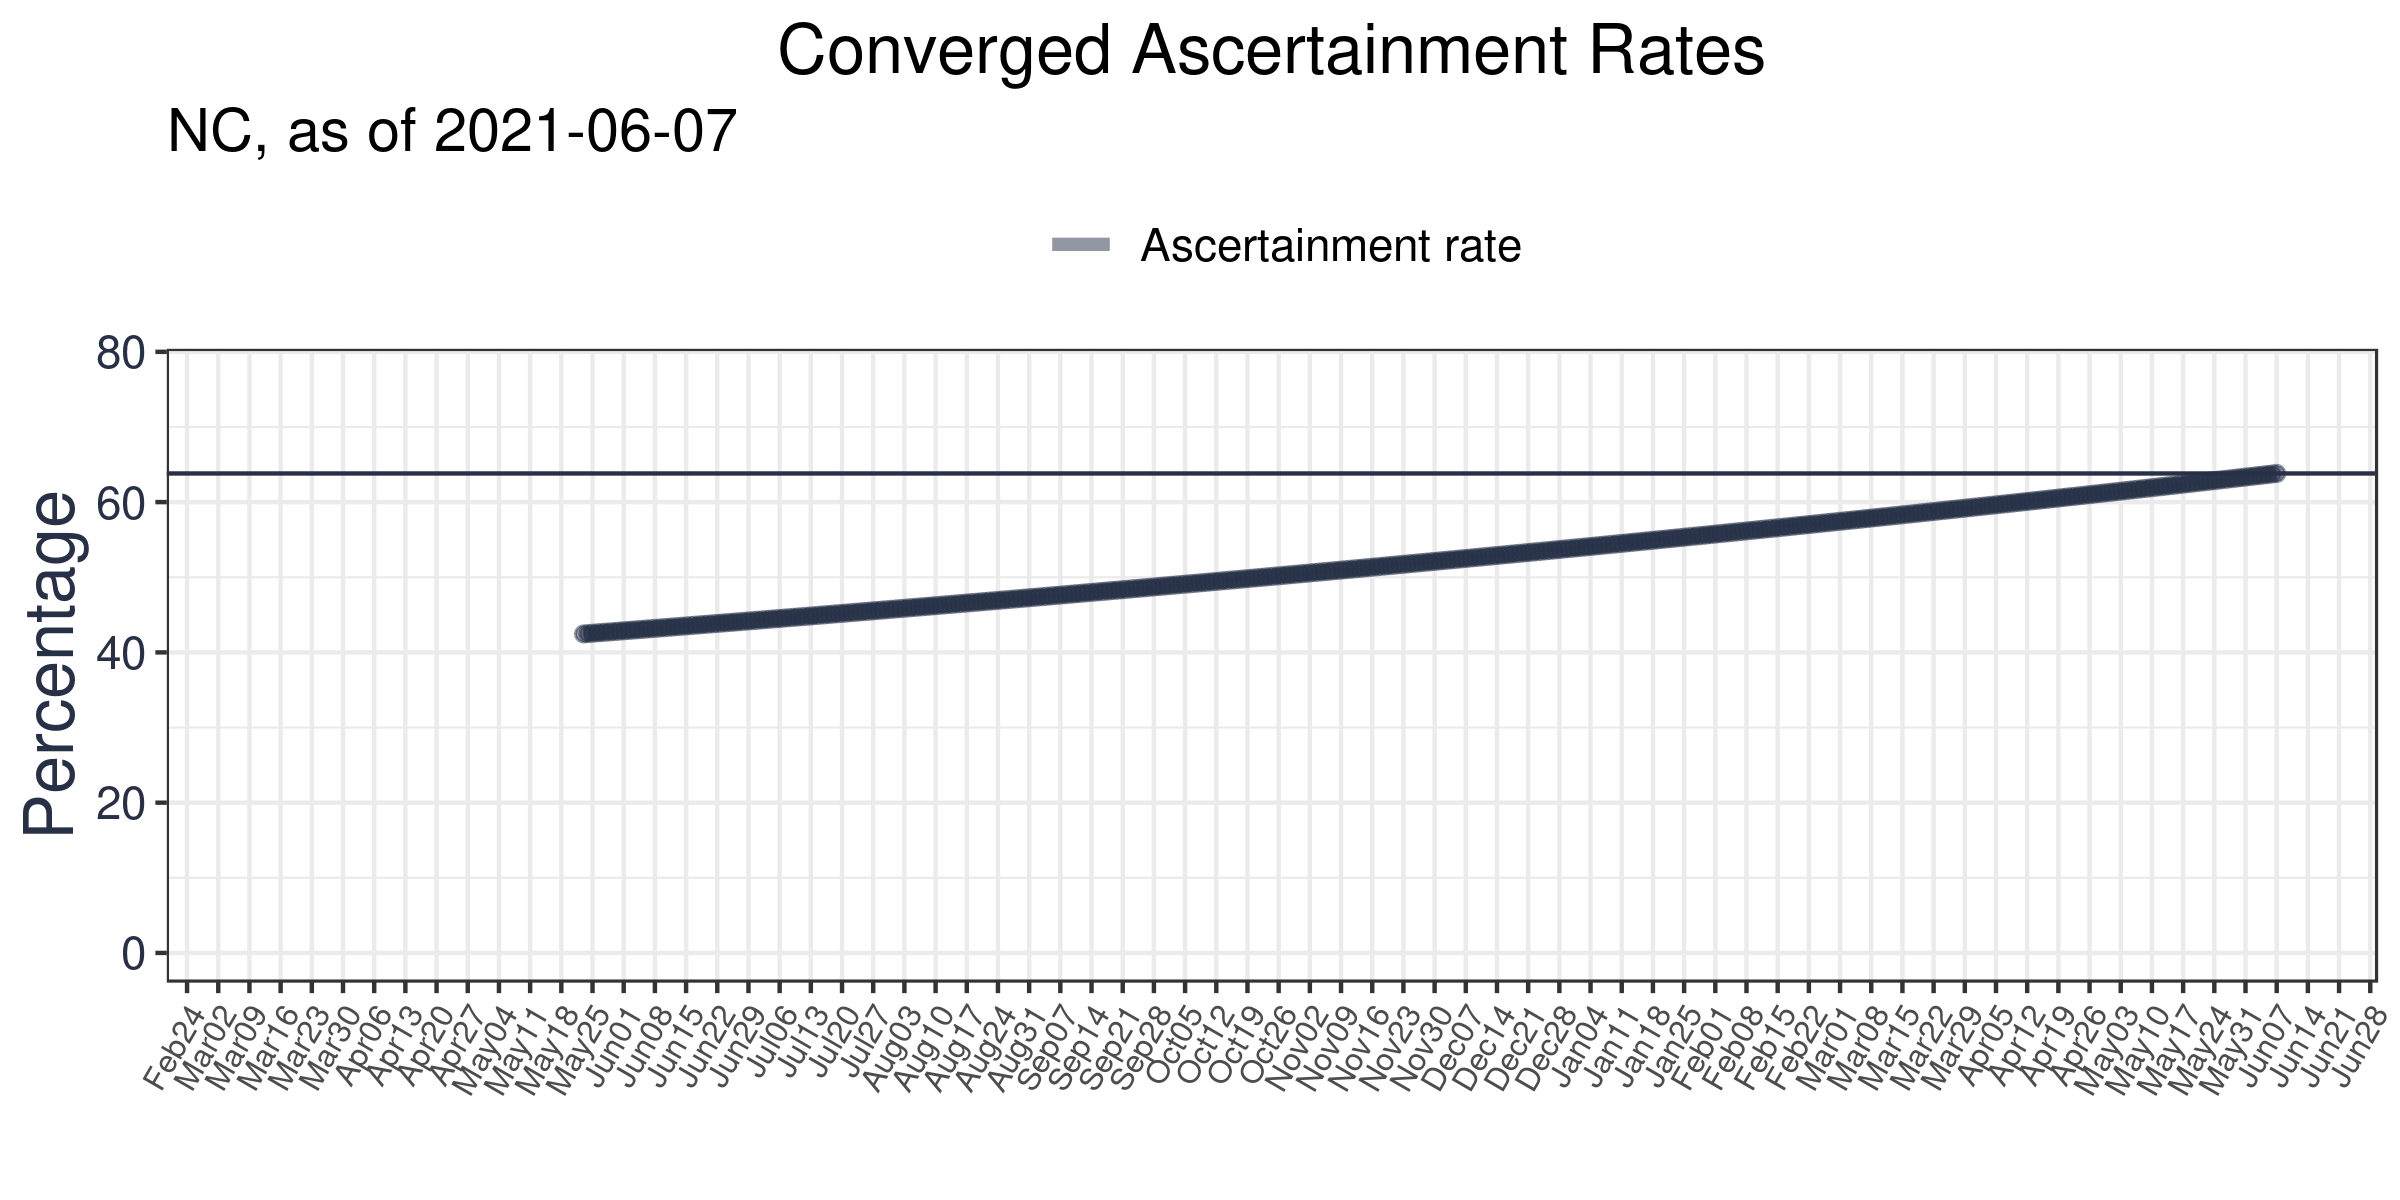 Converged Ascertainment Rates
NC, as of 2021-06-07
Ascertainment rate
Percentage
80
60
40
20
0
Feb24
Mar02
Mar09
Mar16
Mar23
Mar30
Apr06
Apr13
Apr20
Apr27
May04
May11
May18
May25
Jun01
Jun08
Jun15
Jun22
Jun29
Jul06
Jul13
Jul20
Jul27
Aug03
Aug10
Aug17
Aug24
Aug31
Sep07
Sep14
Sep21
Sep28
Oct05
Oct12
Oct19
Oct26
Nov02
Nov09
Nov16
Nov23
Nov30
Dec07
Dec14
Dec21
Dec28
Jan04
Jan11
Jan18
Jan25
Feb01
Feb08
Feb15
Feb22
Mar01
Mar08
Mar15
Mar22
Mar29
Apr05
Apr12
Apr19
Apr26
May03
May10
May17
May24
May31
Jun07
Jun14
Jun21
Jun28